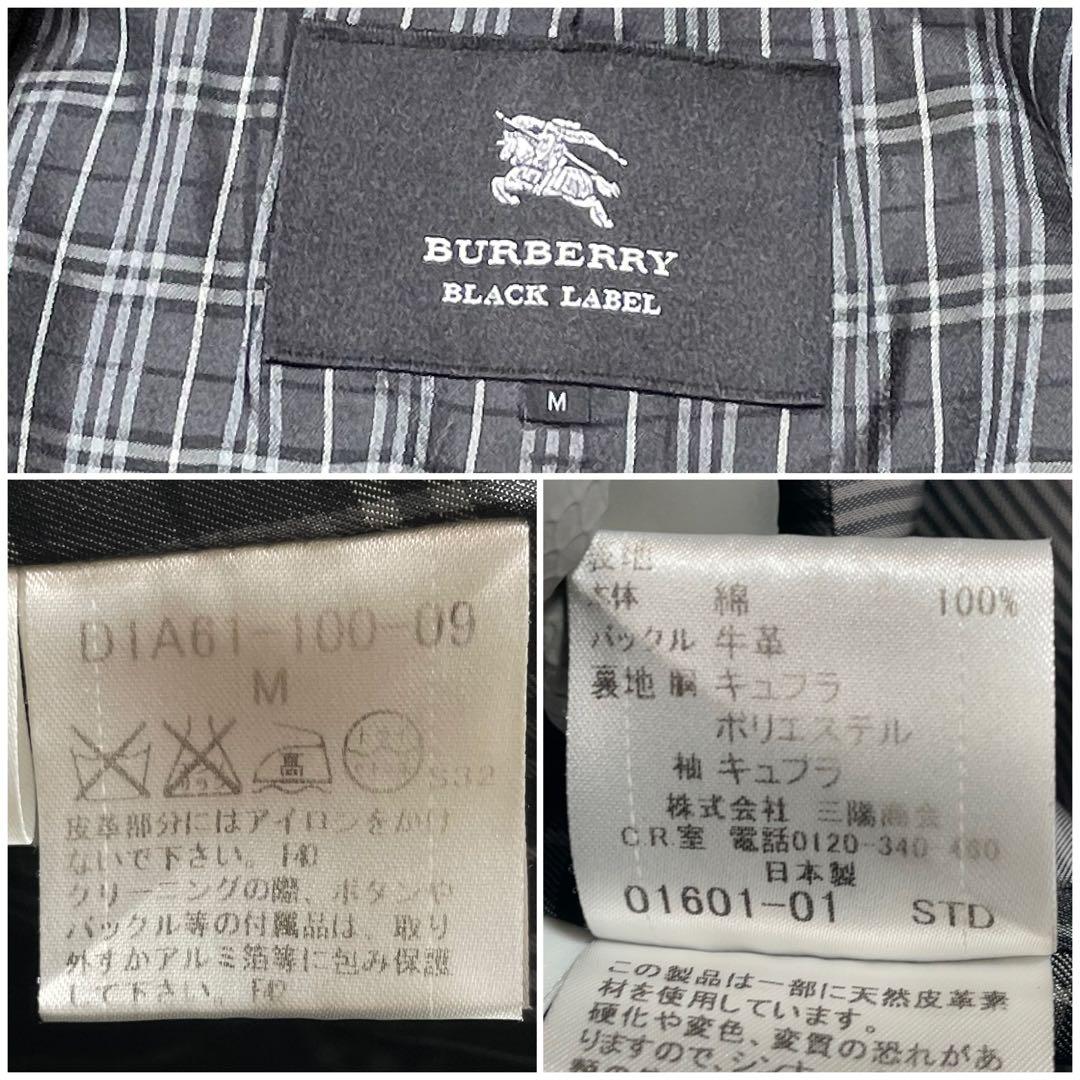 BURBERRY
BLACK LABEL
M
D1A61-100-09
M
S32
皮革部分にはアイロンをかけ
ないで下さい。F40
クリーニングの際、ボタンや
バックル等の付属品は 取り
外すかアルミ箔等に包み保護
して下さい。F42
表地
本体 綿 100%
バックル 牛革
裏地 胴 キュプラ
ポリエステル
袖 キュプラ
株式会社 三陽商会
C.R.室 電話0120-340-460
日本製
01601-01 STD
この製品は一部に天然皮革素
材を使用しています。
硬化や変色、変質の恐れがあ
りますので、シンナ